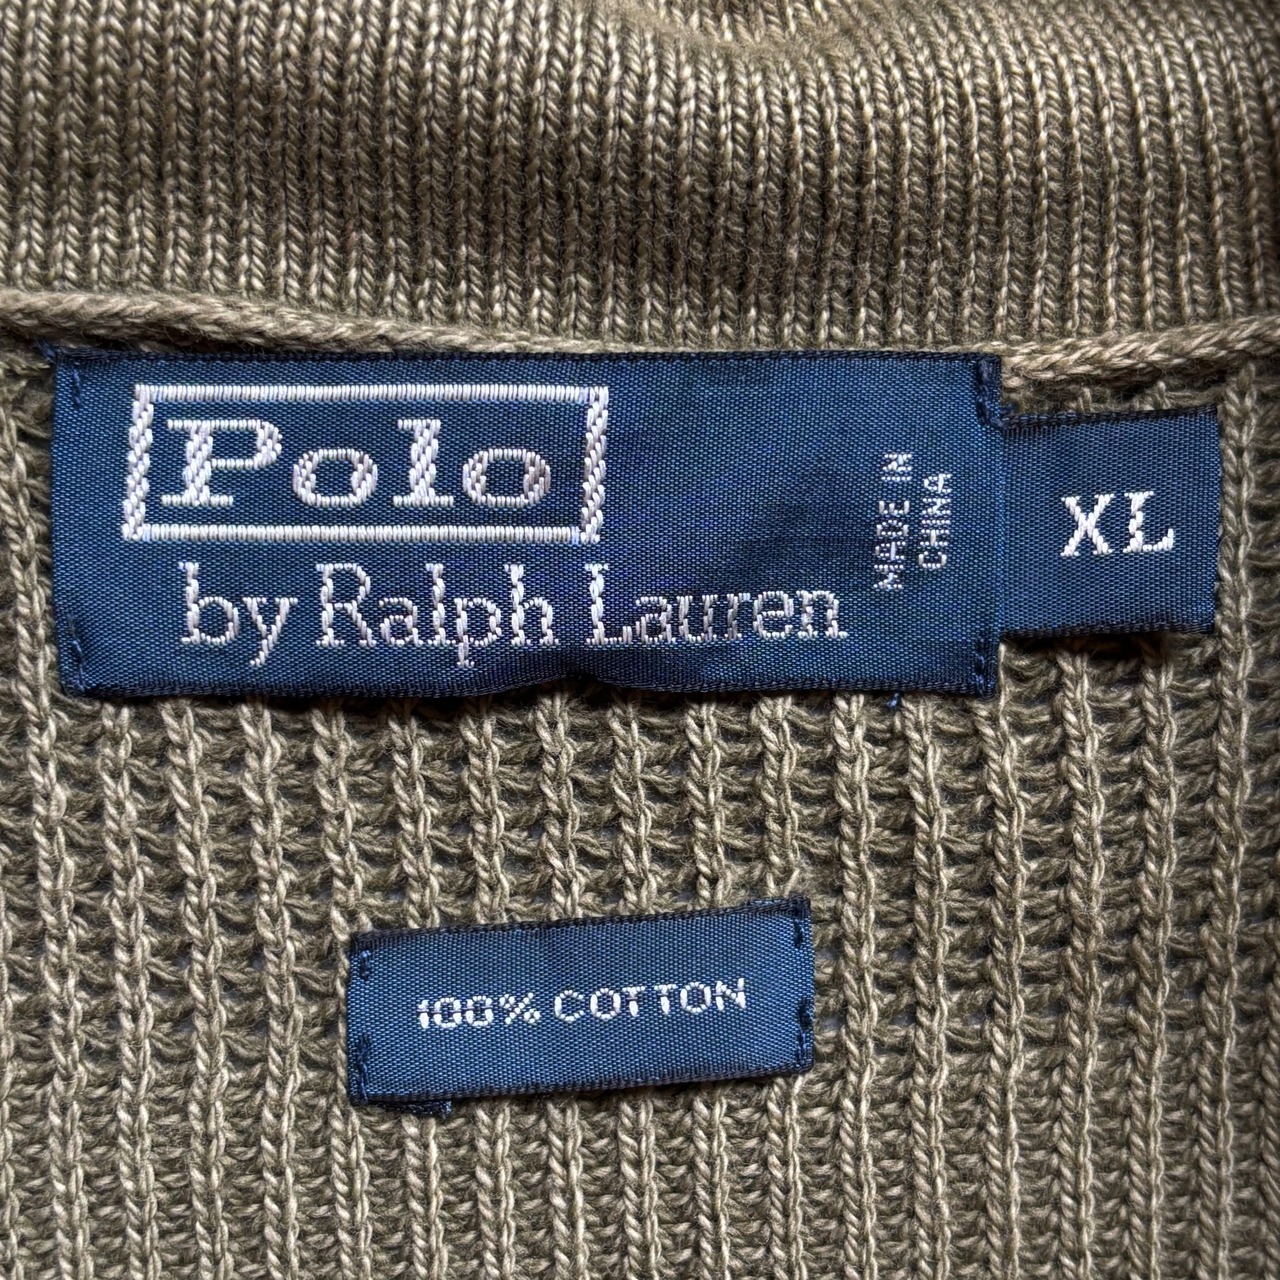 Polo
by Ralph Lauren
MADE IN
CHINA
XL
100% COTTON